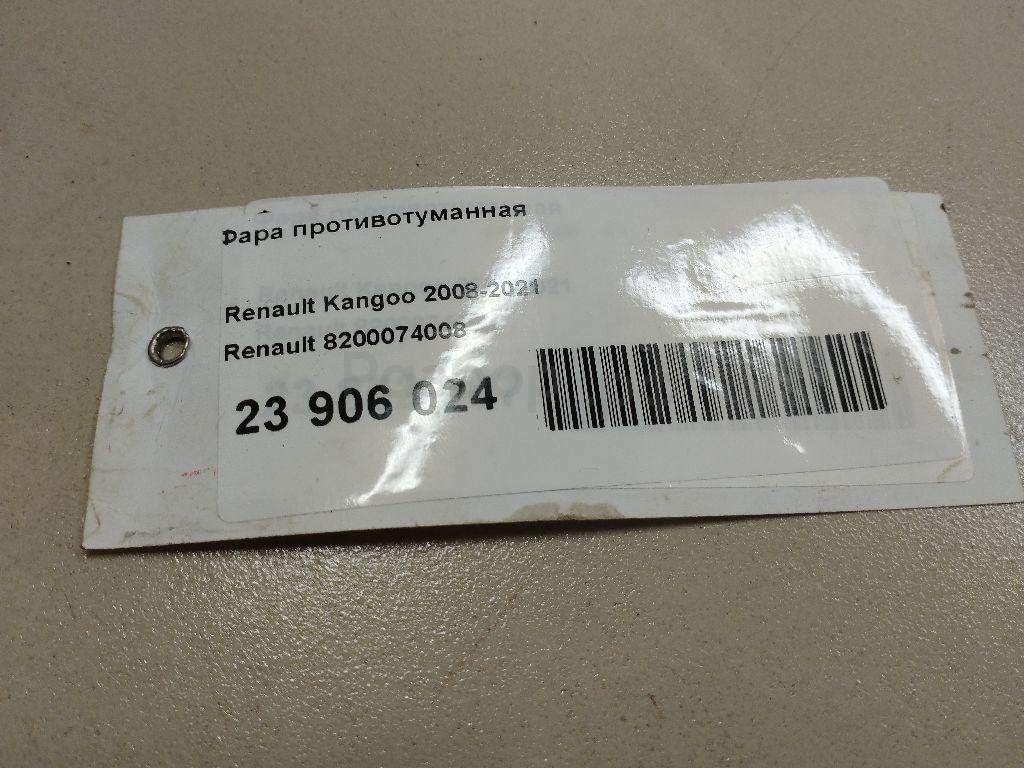 Фара противотуманная
Renault Kangoo 2008-2021
Renault 8200074008
23 906 024